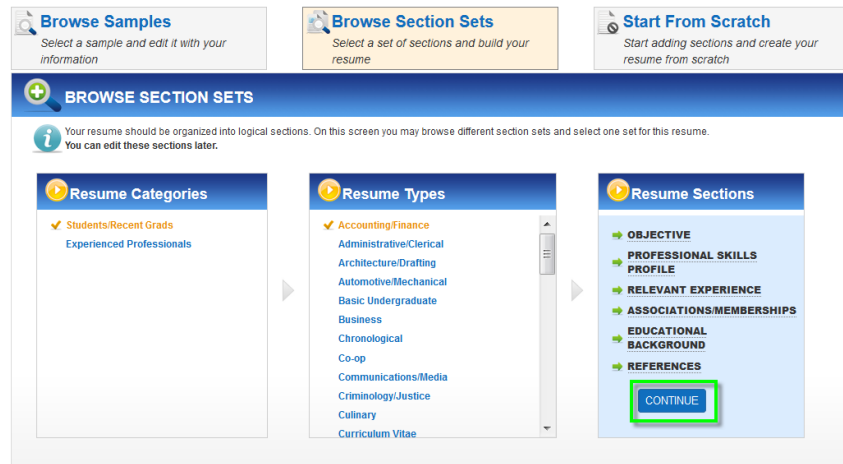 Browse Samples
Select a sample and edit it with your
information
Browse Section Sets
Select a set of sections and build your
resume
Start From Scratch
Start adding sections and create your
resume from scratch
BROWSE SECTION SETS
Your resume should be organized into logical sections. On this screen you may browse different section sets and select one set for this resume.
You can edit these sections later.
Resume Categories
Students/Recent Grads
Experienced Professionals
Resume Types
Accounting/Finance
Administrative/Clerical
Architecture/Drafting
Automotive/Mechanical
Basic Undergraduate
Business
Chronological
Co-op
Communications/Media
Criminology/Justice
Culinary
Curriculum Vitae
Resume Sections
OBJECTIVE
PROFESSIONAL SKILLS
PROFILE
RELEVANT EXPERIENCE
ASSOCIATIONS/MEMBERSHIPS
EDUCATIONAL
BACKGROUND
REFERENCES
CONTINUE